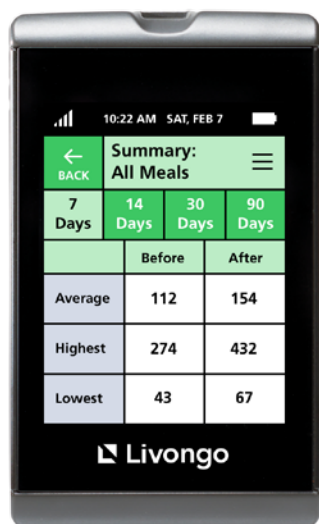 10:22 AM SAT, FEB 7
← BACK
Summary:
All Meals
7 Days
14 Days
30 Days
90 Days
Before After
Average 112 154
Highest 274 432
Lowest 43 67
Livongo